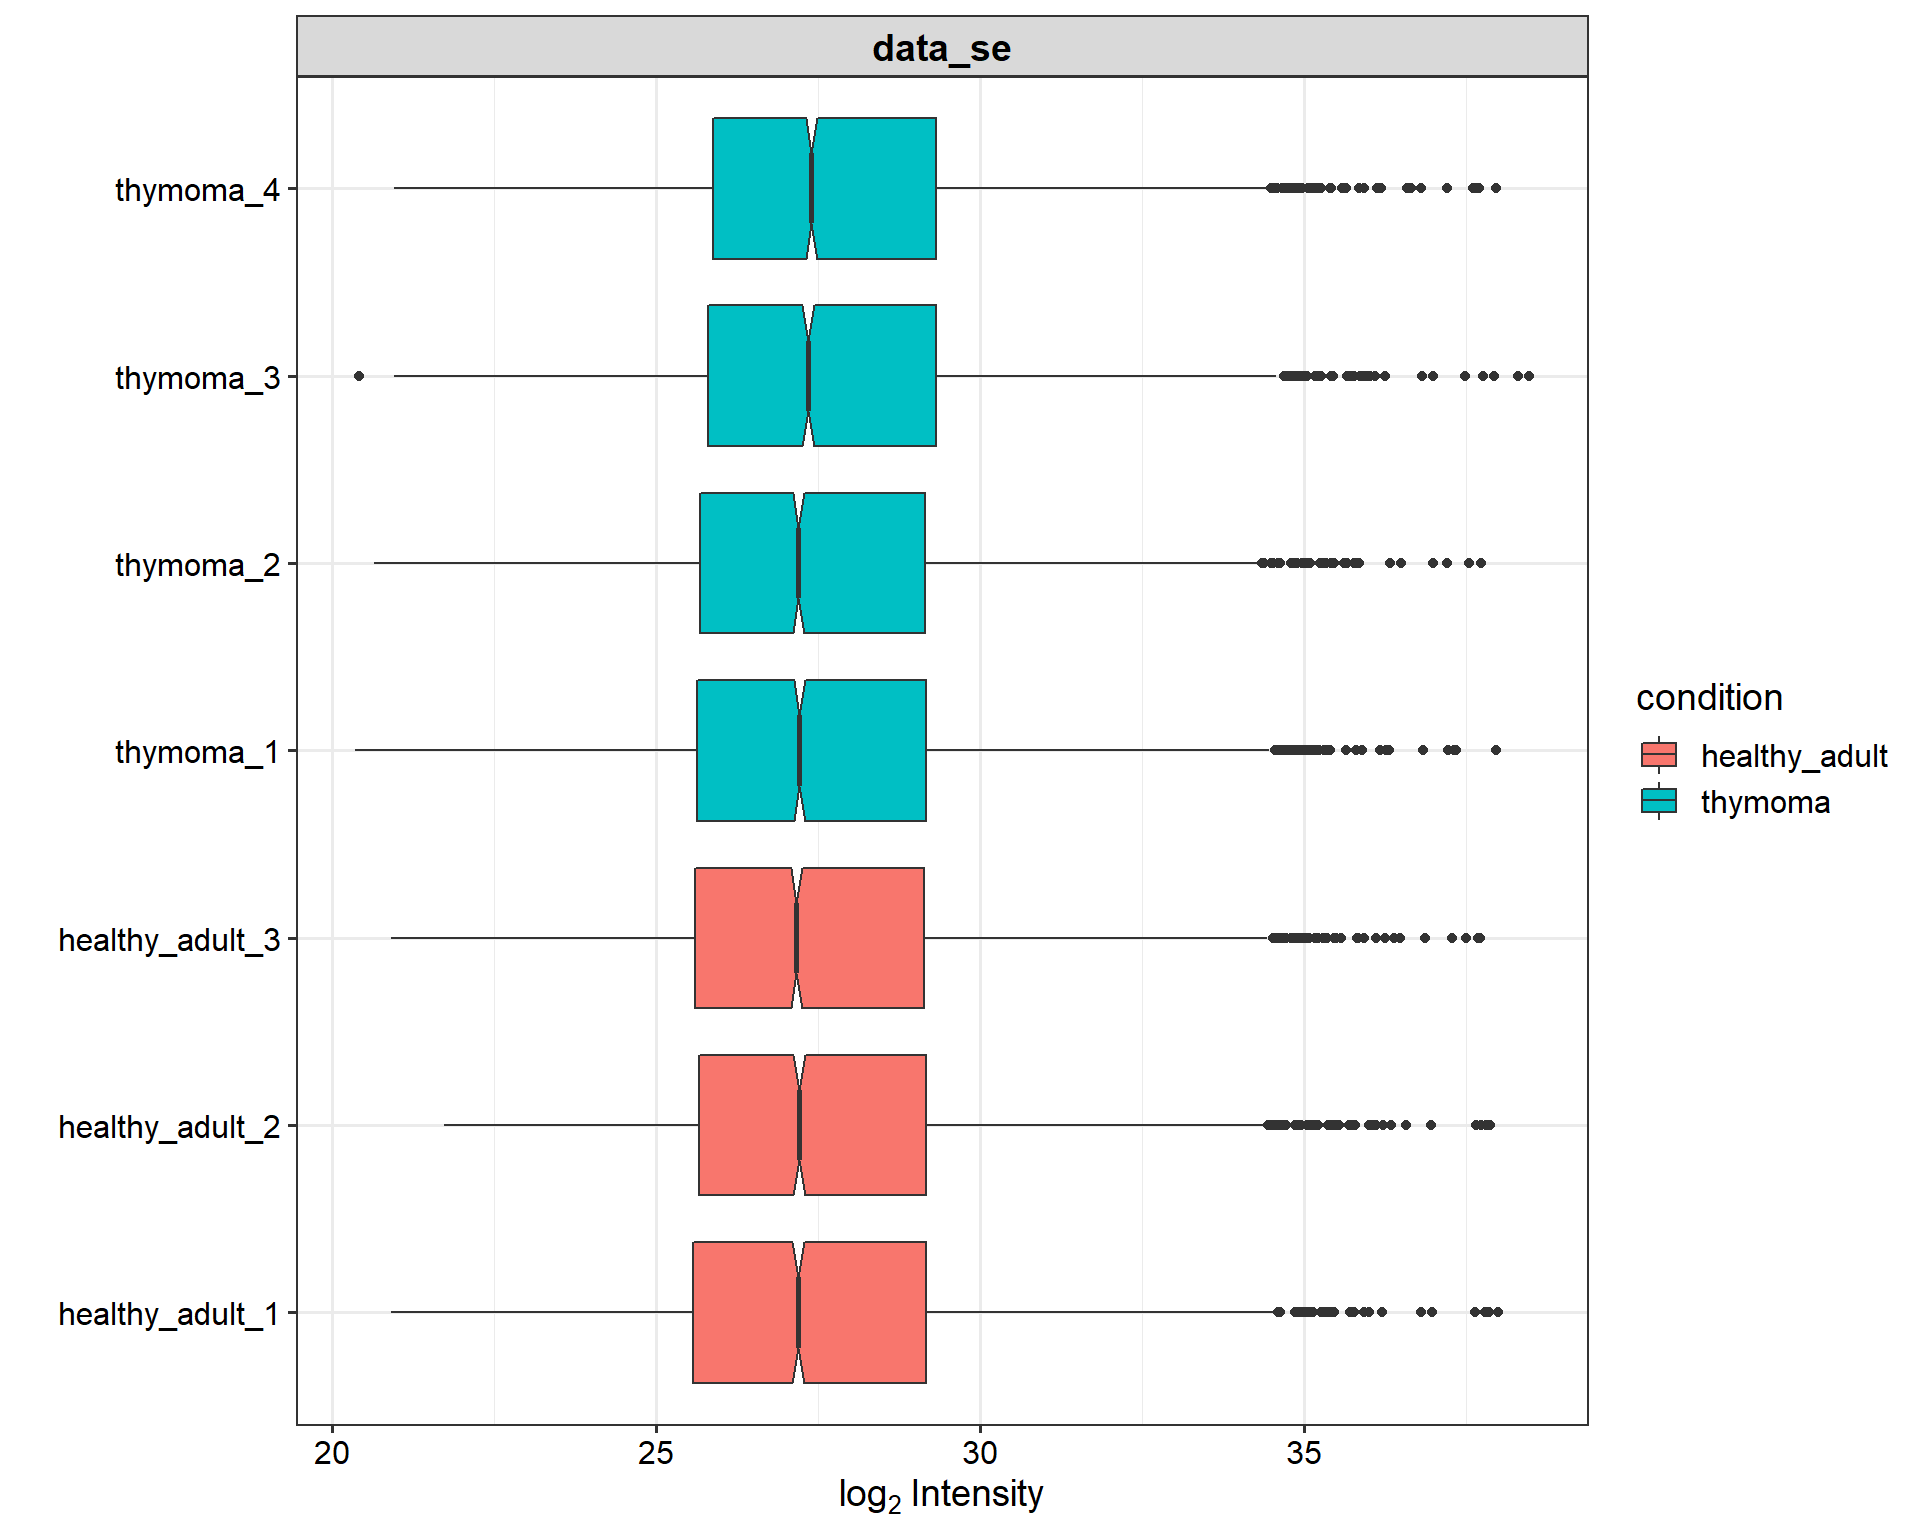 data_se
thymoma_4
thymoma_3
thymoma_2
thymoma_1
healthy_adult_3
healthy_adult_2
healthy_adult_1
20 25 30 35
log₂ Intensity
condition
healthy_adult
thymoma